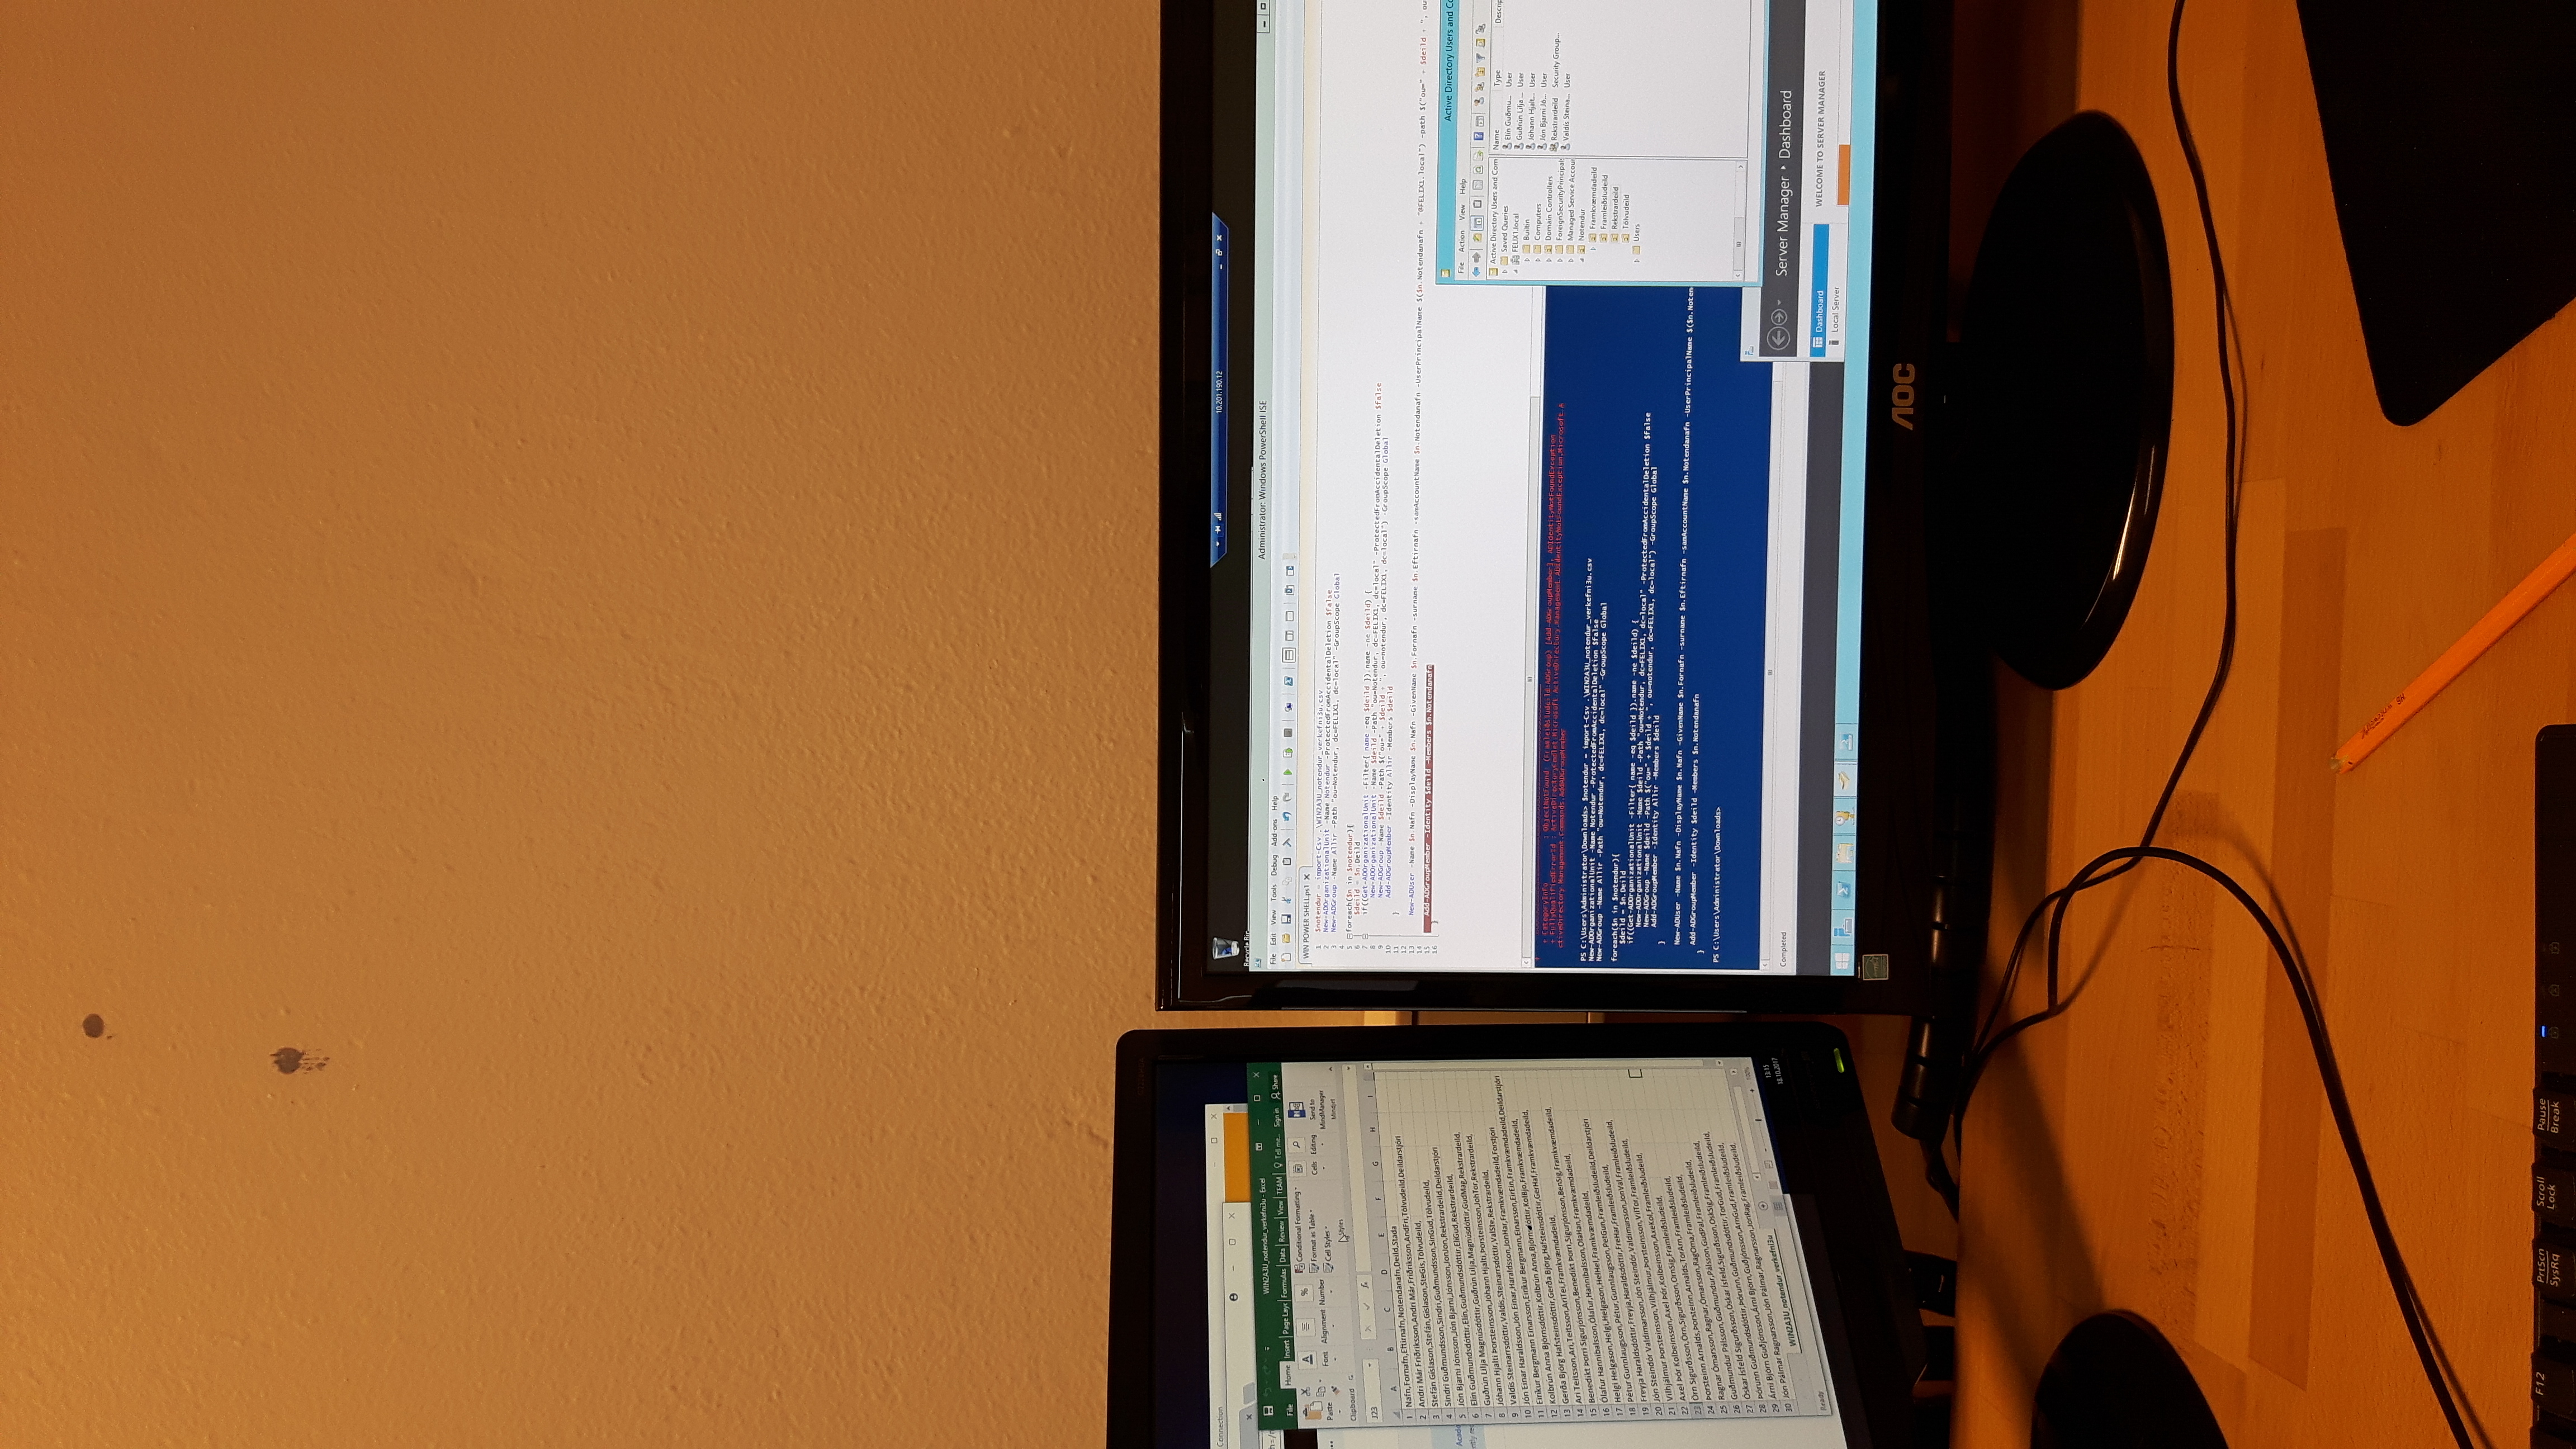 Connection
WIN2A3U_notendur_verkefni3u - Excel
File Home Insert Page Layo Formulas Data Review View TEAM Tell me... Sign in Share
Paste
Font
Alignment
Number
Conditional Formatting
Format as Table
Cell Styles
Cells
Editing
Send to MindManager
Clipboard
Styles
Mindjet
J23
A B C D E F G H I
1 Nafn,Fornafn,Eftirnafn,Notendanafn,Deild,Stada
2 Andri Már Friðriksson,Andri Már,Friðriksson,AndFri,Tölvudeild,Deildarstjóri
3 Stefán Gíslason,Stefán,Gíslason,SteGis,Tölvudeild,
4 Sindri Guðmundsson,Sindri,Guðmundsson,SinGud,Tölvudeild,
5 Jón Bjarni Jónsson,Jón Bjarni,Jónsson,JonJon,Rekstrardeild,Deildarstjóri
6 Elín Guðmundsdóttir,Elín,Guðmundsdóttir,EliGud,Rekstrardeild,
7 Guðrún Lilja Magnúsdóttir,Guðrún Lilja,Magnúsdóttir,GudMag,Rekstrardeild,
8 Jóhann Hjalti Þorsteinsson,Jóhann Hjalti,Þorsteinsson,JohTor,Rekstrardeild,
9 Valdís Steinarrsdóttir,Valdís,Steinarrsdóttir,ValSte,Rekstrardeild,
10 Jón Einar Haraldsson,Jón Einar,Haraldsson,JonHar,Framkvæmdadeild,Forstjóri
11 Eiríkur Bergmann Einarsson,Eiríkur Bergmann,Einarsson,EirEin,Framkvæmdadeild,Deildarstjóri
12 Kolbrún Anna Björnsdóttir,Kolbrún Anna,Björnsdóttir,KolBjo,Framkvæmdadeild,
13 Gerða Björg Hafsteinsdóttir,Gerða Björg,Hafsteinsdóttir,GerHaf,Framkvæmdadeild,
14 Ari Teitsson,Ari,Teitsson,AriTei,Framkvæmdadeild,
15 Benedikt Þorri Sigurjónsson,Benedikt Þorri,Sigurjónsson,BenSig,Framkvæmdadeild,
16 Ólafur Hannibalsson,Ólafur,Hannibalsson,OlaHan,Framkvæmdadeild,
17 Helgi Helgason,Helgi,Helgason,HelHel,Framkvæmdadeild,
18 Pétur Gunnlaugsson,Pétur,Gunnlaugsson,PetGun,Framleiðsludeild,Deildarstjóri
19 Freyja Haraldsdóttir,Freyja,Haraldsdóttir,FreHar,Framleiðsludeild,
20 Jón Steindór Valdimarsson,Jón Steindór,Valdimarsson,JonVal,Framleiðsludeild,
21 Vilhjálmur Þorsteinsson,Vilhjálmur,Þorsteinsson,VilTor,Framleiðsludeild,
22 Axel Þór Kolbeinsson,Axel Þór,Kolbeinsson,AxeKol,Framleiðsludeild,
23 Örn Sigurðsson,Örn,Sigurðsson,OrnSig,Framleiðsludeild,
24 Þorsteinn Arnalds,Þorsteinn,Arnalds,TorArn,Framleiðsludeild,
25 Ragnar Ómarsson,Ragnar,Ómarsson,RagOma,Framleiðsludeild,
26 Guðmundur Pálsson,Guðmundur,Pálsson,GudPal,Framleiðsludeild,
27 Óskar Ísfeld Sigurðsson,Óskar Ísfeld,Sigurðsson,OskSig,Framleiðsludeild,
28 Þórunn Guðmundsdóttir,Þórunn,Guðmundsdóttir,TorGud,Framleiðsludeild,
29 Árni Björn Guðjónsson,Árni Björn,Guðjónsson,ArnGud,Framleiðsludeild,
30 Jón Pálmar Ragnarsson,Jón Pálmar,Ragnarsson,JonRag,Framleiðsludeild,
WIN2A3U_notendur_verkefni3u
Ready
100%
13:15
18.10.2017
Recycle Bin
10.201.190.12
Administrator: Windows PowerShell ISE
File Edit View Tools Debug Add-ons Help
WIN POWER SHELL.ps1
1 $notendur = import-Csv .\WIN2A3U_notendur_verkefni3u.csv
2 New-ADOrganizationalUnit -Name Notendur -ProtectedFromAccidentalDeletion $false
3 New-ADGroup -Name Allir -Path "ou=Notendur, dc=FELIX1, dc=local" -GroupScope Global
4
5 foreach($n in $notendur){
6 $deild = $n.Deild
7 if((Get-ADOrganizationalUnit -Filter{ name -eq $deild }).name -ne $deild) {
8 New-ADOrganizationalUnit -Name $deild -Path "ou=Notendur, dc=FELIX1, dc=local" -ProtectedFromAccidentalDeletion $false
9 New-ADGroup -Name $deild -Path $("ou=" + $deild + ", ou=notendur, dc=FELIX1, dc=local") -GroupScope Global
10 Add-ADGroupMember -Identity Allir -Members $deild
11 }
12
13 New-ADUser -Name $n.Nafn -DisplayName $n.Nafn -GivenName $n.Fornafn -surname $n.Eftirnafn -samAccountName $n.Notendanafn -UserPrincipalName $($n.Notendanafn + "@FELIX1.local") -path $("ou=" + $deild + ", ou
14
15 Add-ADGroupMember -Identity $deild -Members $n.Notendanafn
16 }
+ CategoryInfo : ObjectNotFound: (Framleiðsludeild:ADGroup) [Add-ADGroupMember], ADIdentityNotFoundException
+ FullyQualifiedErrorId : ActiveDirectoryCmdlet:Microsoft.ActiveDirectory.Management.ADIdentityNotFoundException,Microsoft.A
ctiveDirectory.Management.Commands.AddADGroupMember
PS C:\Users\Administrator\Downloads> $notendur = import-Csv .\WIN2A3U_notendur_verkefni3u.csv
New-ADOrganizationalUnit -Name Notendur -ProtectedFromAccidentalDeletion $false
New-ADGroup -Name Allir -Path "ou=Notendur, dc=FELIX1, dc=local" -GroupScope Global
foreach($n in $notendur){
$deild = $n.Deild
if((Get-ADOrganizationalUnit -Filter{ name -eq $deild }).name -ne $deild) {
New-ADOrganizationalUnit -Name $deild -Path "ou=Notendur, dc=FELIX1, dc=local" -ProtectedFromAccidentalDeletion $false
New-ADGroup -Name $deild -Path $("ou=" + $deild + ", ou=notendur, dc=FELIX1, dc=local") -GroupScope Global
Add-ADGroupMember -Identity Allir -Members $deild
}
New-ADUser -Name $n.Nafn -DisplayName $n.Nafn -GivenName $n.Fornafn -surname $n.Eftirnafn -samAccountName $n.Notendanafn -UserPrincipalName $($n.Noten
Add-ADGroupMember -Identity $deild -Members $n.Notendanafn
}
PS C:\Users\Administrator\Downloads>
Completed
Active Directory Users and Co
File Action View Help
Active Directory Users and Com
Saved Queries
FELIX1.local
Builtin
Computers
Domain Controllers
ForeignSecurityPrincipal
Managed Service Accou
Notendur
Framkvæmdadeild
Framleiðsludeild
Rekstrardeild
Tölvudeild
Users
Name Type Descrip
Elín Guðmu... User
Guðrún Lilja ... User
Jóhann Hjalt... User
Jón Bjarni Jó... User
Rekstrardeild Security Group...
Valdís Steina... User
Server Manager • Dashboard
Dashboard
Local Server
WELCOME TO SERVER MANAGER
AOC
F12
PrtScn SysRq
Scroll Lock
Pause Break